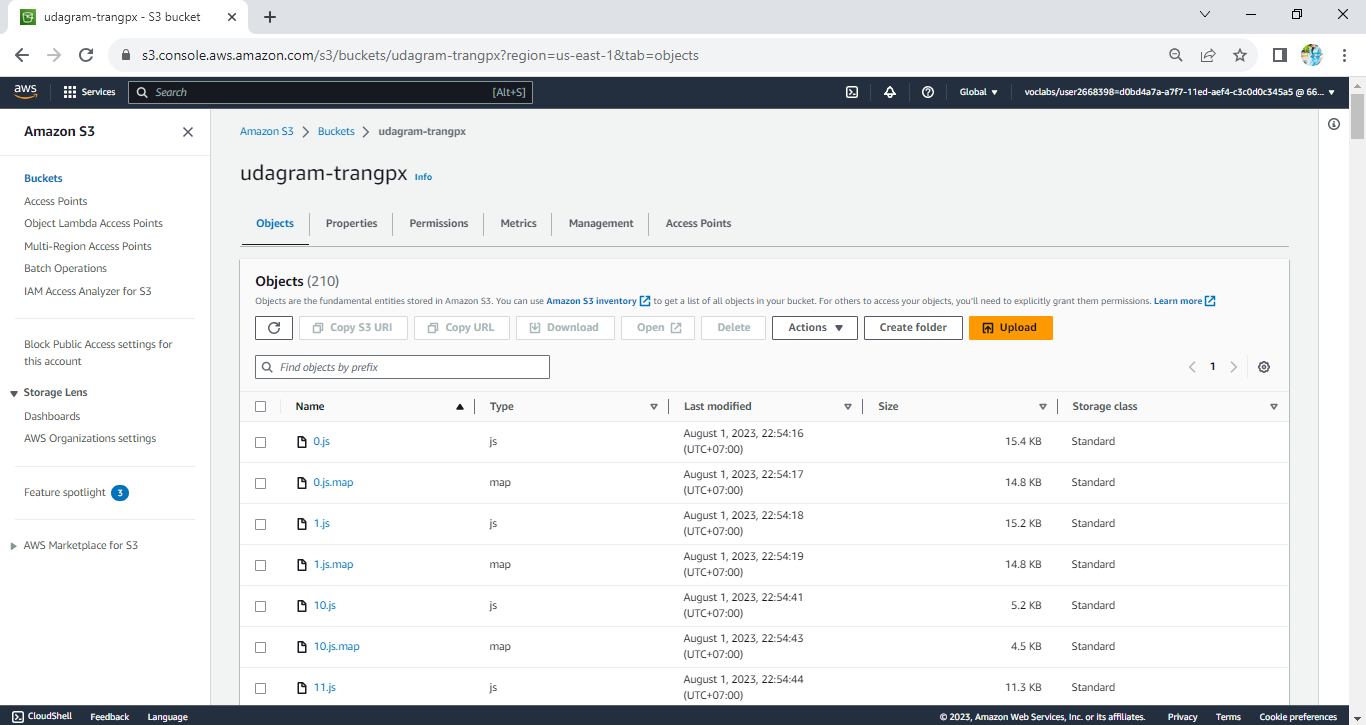 udagram-trangpx - S3 bucket
s3.console.aws.amazon.com/s3/buckets/udagram-trangpx?region=us-east-1&tab=objects
aws Services Search [Alt+S] Global voclabs/user2668398=d0bd4a7a-a7f7-11ed-aef4-c3c0d0c345a5 @ 66...
Amazon S3
Buckets
Access Points
Object Lambda Access Points
Multi-Region Access Points
Batch Operations
IAM Access Analyzer for S3
Block Public Access settings for
this account
Storage Lens
Dashboards
AWS Organizations settings
Feature spotlight 3
AWS Marketplace for S3
Amazon S3 Buckets udagram-trangpx
udagram-trangpx Info
Objects Properties Permissions Metrics Management Access Points
Objects (210)
Objects are the fundamental entities stored in Amazon S3. You can use Amazon S3 inventory to get a list of all objects in your bucket. For others to access your objects, you'll need to explicitly grant them permissions. Learn more
Copy S3 URI Copy URL Download Open Delete Actions Create folder Upload
Find objects by prefix 1
Name Type Last modified Size Storage class
0.js js August 1, 2023, 22:54:16 15.4 KB Standard
(UTC+07:00)
0.js.map map August 1, 2023, 22:54:17 14.8 KB Standard
(UTC+07:00)
1.js js August 1, 2023, 22:54:18 15.2 KB Standard
(UTC+07:00)
1.js.map map August 1, 2023, 22:54:19 14.8 KB Standard
(UTC+07:00)
10.js js August 1, 2023, 22:54:41 5.2 KB Standard
(UTC+07:00)
10.js.map map August 1, 2023, 22:54:43 4.5 KB Standard
(UTC+07:00)
11.js js August 1, 2023, 22:54:44 11.3 KB Standard
(UTC+07:00)
CloudShell Feedback Language © 2023, Amazon Web Services, Inc. or its affiliates. Privacy Terms Cookie preferences